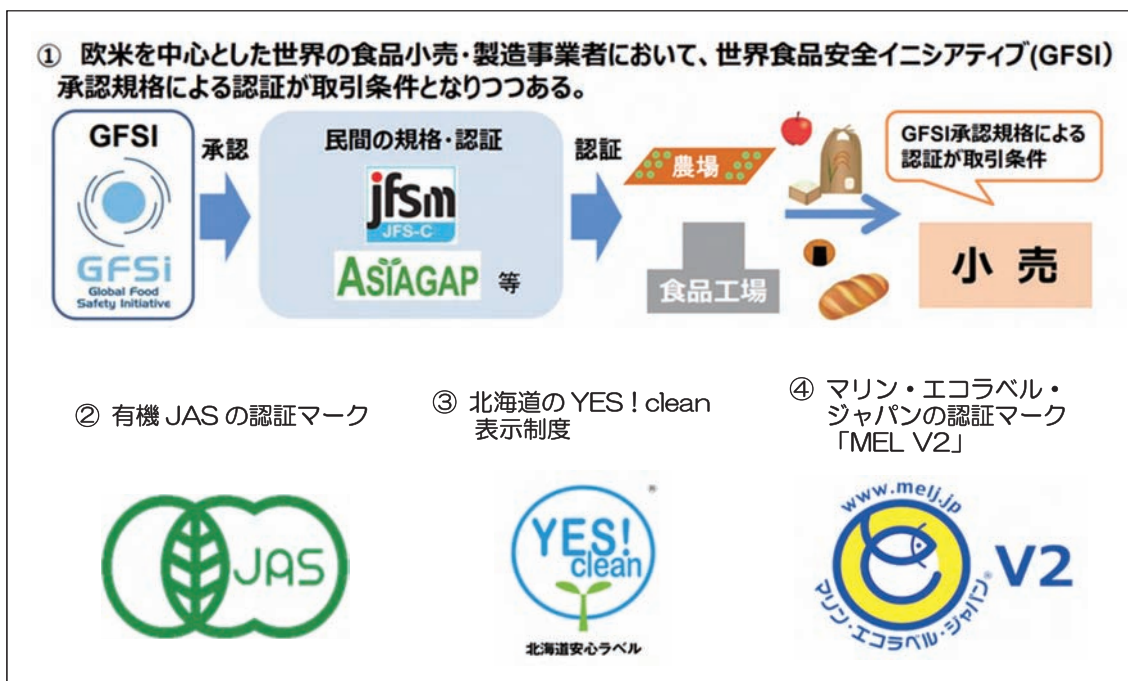 ① 欧米を中心とした世界の食品小売・製造事業者において、世界食品安全イニシアティブ(GFSI)
承認規格による認証が取引条件となりつつある。
GFSI
GFSi
Global Food
Safety Initiative
承認
民間の規格・認証
jfsm
JFS-C
ASIAGAP 等
認証
農場
食品工場
GFSI承認規格による
認証が取引条件
小 売
② 有機 JAS の認証マーク
JAS
③ 北海道の YES！clean
表示制度
YES!
clean
®
北海道安心ラベル
④ マリン・エコラベル・
ジャパンの認証マーク
「MEL V2」
www.melj.jp
マリン・エコラベル・ジャパン®
V2